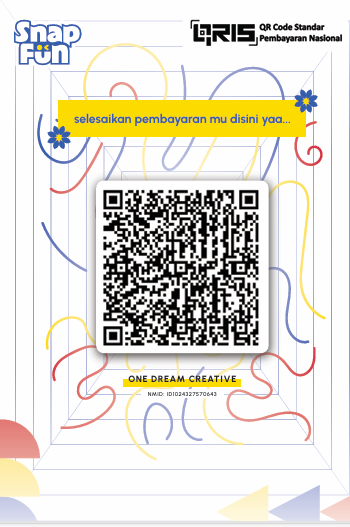 Snap
Fun
QRIS
QR Code Standar
Pembayaran Nasional
selesaikan pembayaran mu disini yaa...
ONE DREAM CREATIVE
NMID: ID1024327570643